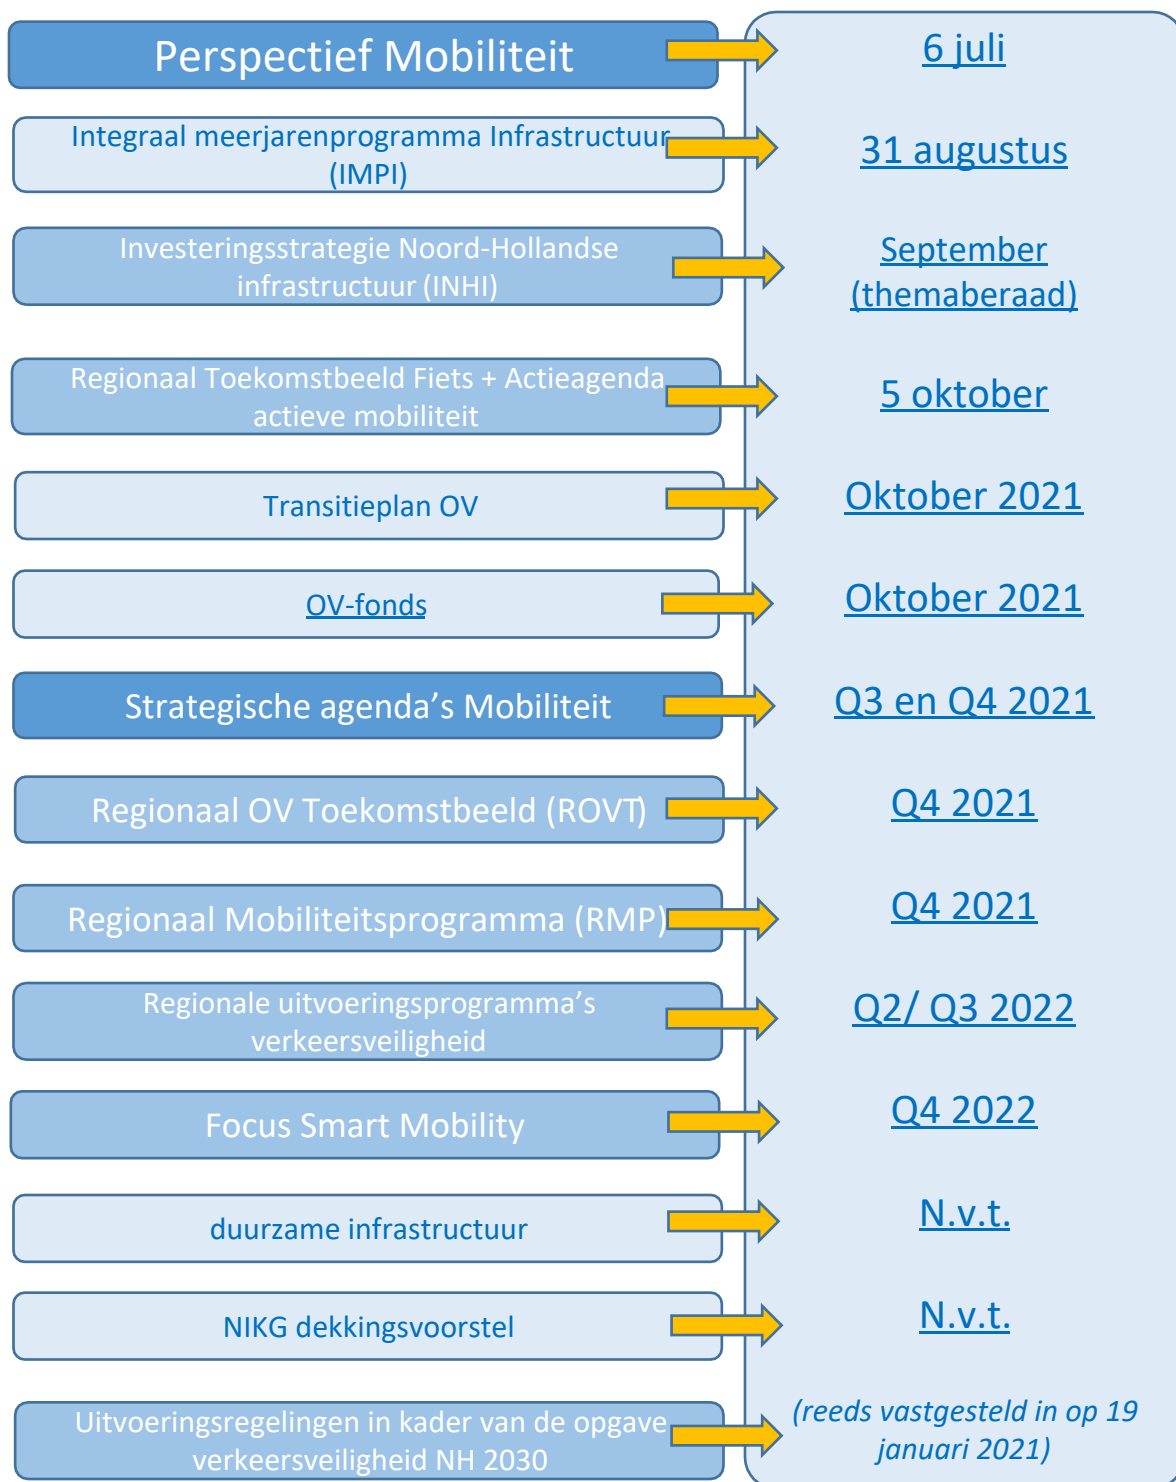 Perspectief Mobiliteit
6 juli
Integraal meerjarenprogramma Infrastructuur
(IMPI)
31 augustus
Investeringsstrategie Noord-Hollandse
infrastructuur (INHI)
September
(themaberaad)
Regionaal Toekomstbeeld Fiets + Actieagenda
actieve mobiliteit
5 oktober
Transitieplan OV
Oktober 2021
OV-fonds
Oktober 2021
Strategische agenda's Mobiliteit
Q3 en Q4 2021
Regionaal OV Toekomstbeeld (ROVT)
Q4 2021
Regionaal Mobiliteitsprogramma (RMP)
Q4 2021
Regionale uitvoeringsprogramma's
verkeersveiligheid
Q2/ Q3 2022
Focus Smart Mobility
Q4 2022
duurzame infrastructuur
N.v.t.
NIKG dekkingsvoorstel
N.v.t.
Uitvoeringsregelingen in kader van de opgave
verkeersveiligheid NH 2030
(reeds vastgesteld in op 19
januari 2021)